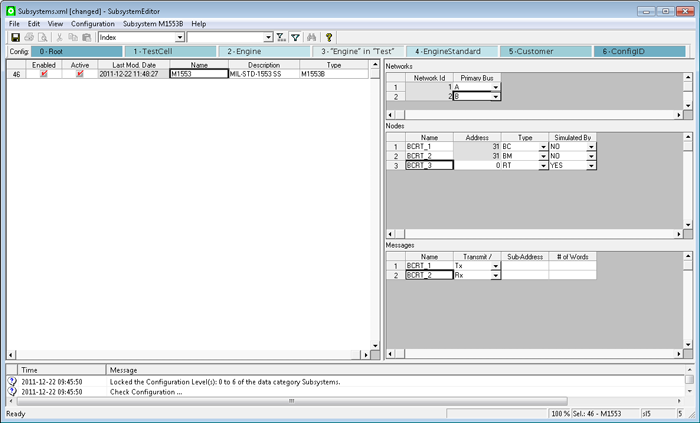 Subsystems.xml [changed] - SubsystemEditor
File Edit View Configuration Subsystem M1553B Help
Index
Config: 0 - Root 1 - TestCell 2 - Engine 3 - "Engine" in "Test" 4 - EngineStandard 5 - Customer 6 - ConfigID
Enabled Active Last Mod. Date Name Description Type
46 2011-12-22 11:48:27 M1553 MIL-STD-1553 SS M1553B
Networks
Network Id Primary Bus
1 1 A
2 2 B
Nodes
Name Address Type Simulated By
1 BCRT_1 31 BC NO
2 BCRT_2 31 BM NO
3 BCRT_3 0 RT YES
Messages
Name Transmit / Sub-Address # of Words
1 BCRT_1 Tx
2 BCRT_2 Rx
Time Message
2011-12-22 09:45:50 Locked the Configuration Level(s): 0 to 6 of the data category Subsystems.
2011-12-22 09:45:50 Check Configuration ...
Ready 100 % Sel.: 46 - M1553 sl5 5